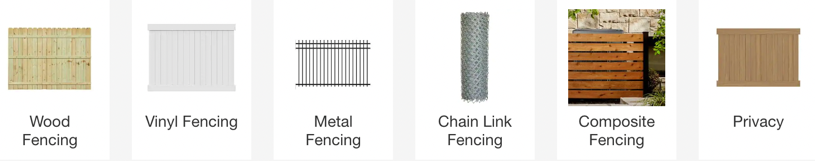 Wood
Fencing
Vinyl Fencing
Metal
Fencing
Chain Link
Fencing
Composite
Fencing
Privacy